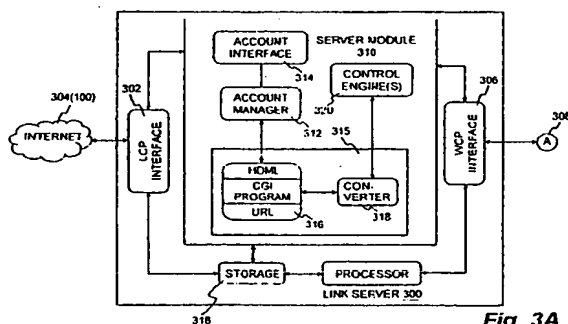 ACCOUNT INTERFACE
314
SERVER MODULE
310
302
304(100)
INTERNET
LCP INTERFACE
ACCOUNT MANAGER
312
CONTROL ENGINE(S)
320
306
WCP INTERFACE
308
A
315
HDML
CGI PROGRAM
URL
316
CON-VERTER
318
STORAGE
318
PROCESSOR
LINK SERVER 300
Fig. 3A